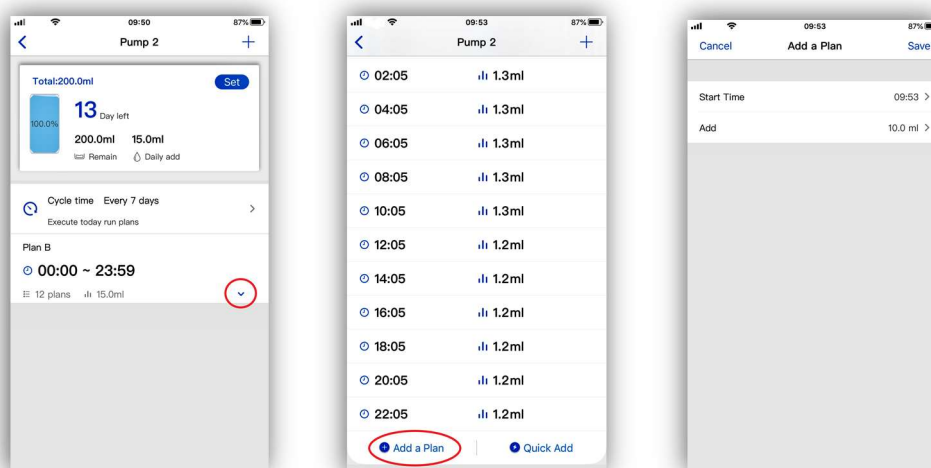 09:50 87%
Pump 2
Total:200.0ml Set
100.0% 13 Day left
200.0ml 15.0ml
Remain Daily add
Cycle time Every 7 days
Execute today run plans
Plan B
00:00 ~ 23:59
12 plans 15.0ml
09:53 87%
Pump 2
02:05 1.3ml
04:05 1.3ml
06:05 1.3ml
08:05 1.3ml
10:05 1.3ml
12:05 1.2ml
14:05 1.2ml
16:05 1.2ml
18:05 1.2ml
20:05 1.2ml
22:05 1.2ml
Add a Plan Quick Add
09:53 87%
Cancel Add a Plan Save
Start Time 09:53
Add 10.0 ml